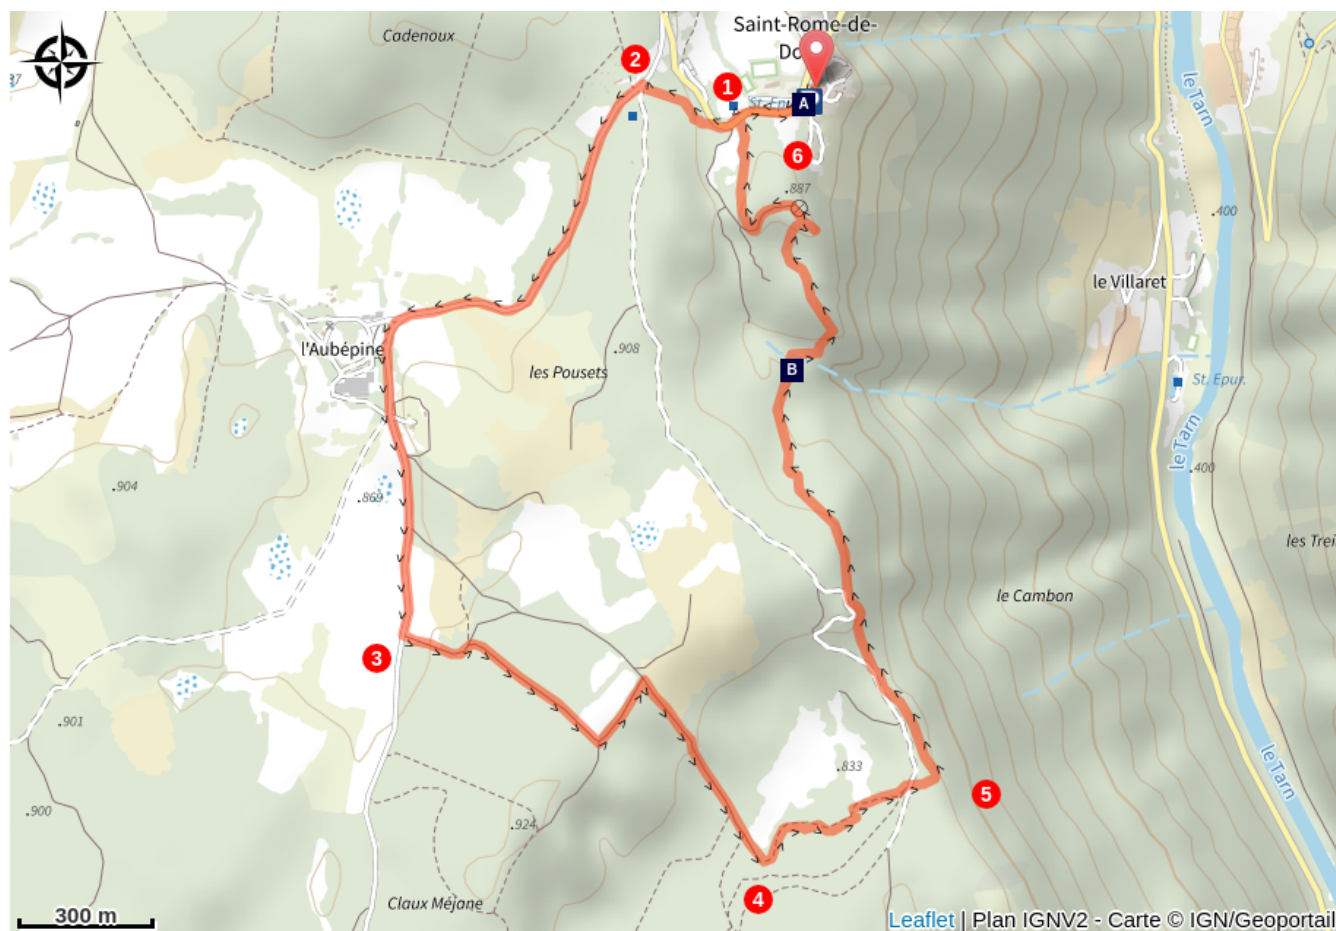 Saint-Rome-de-
Do
Cadenoux
2
1
St. Epur.
A
6
.887
le Tarn
.400
37
le Villaret
l'Aubépine
.908
les Pousets
B
St. Epur.
le Tarn
.400
.904
.869
les Trei
le Cambon
3
.901
.833
5
le Tarn
.900
.924
4
Claux Méjane
300 m
Leaflet | Plan IGNV2 - Carte © IGN/Geoportail